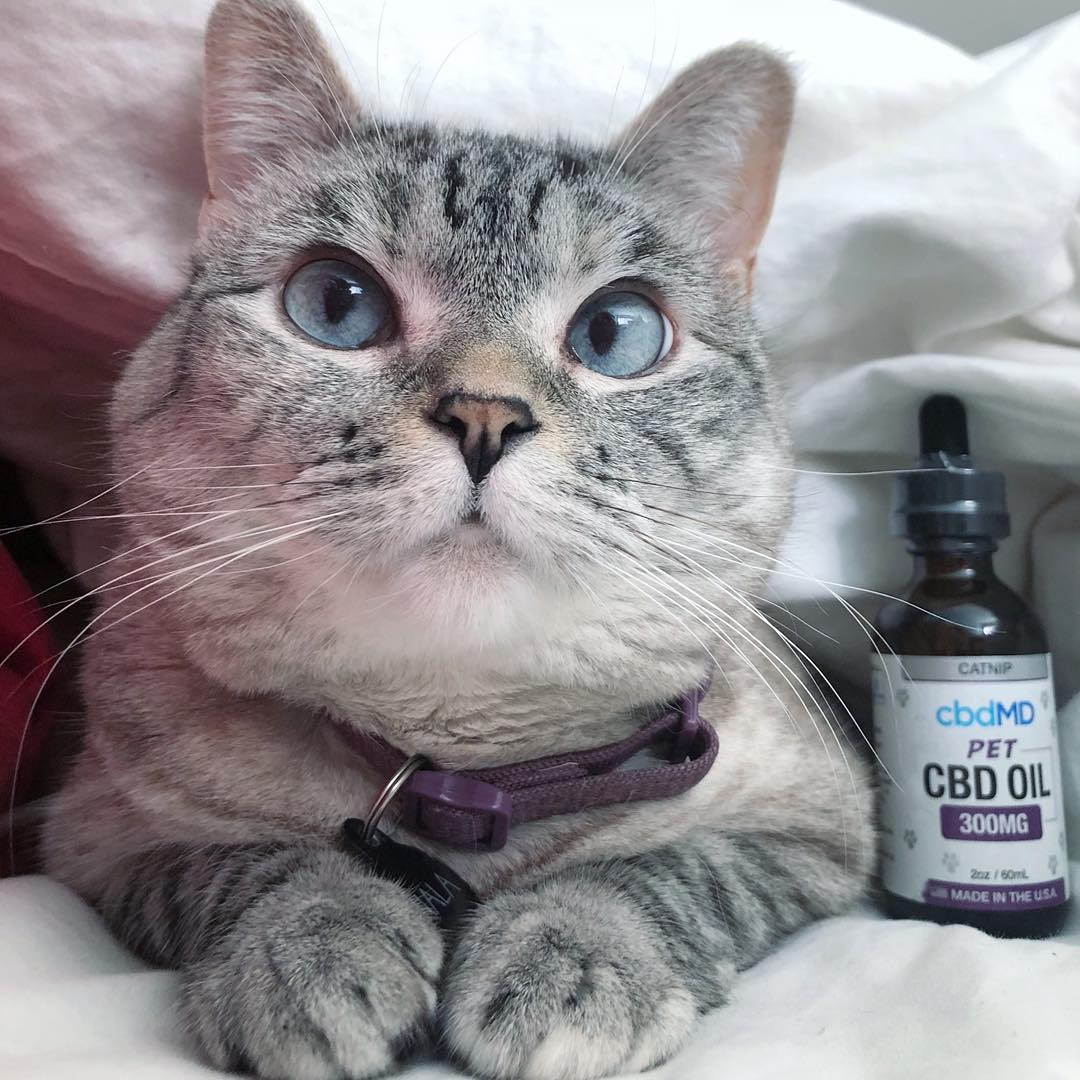 CATNIP
cbdMD
PET
CBD OIL
300MG
2oz / 60mL
MADE IN THE U.S.A